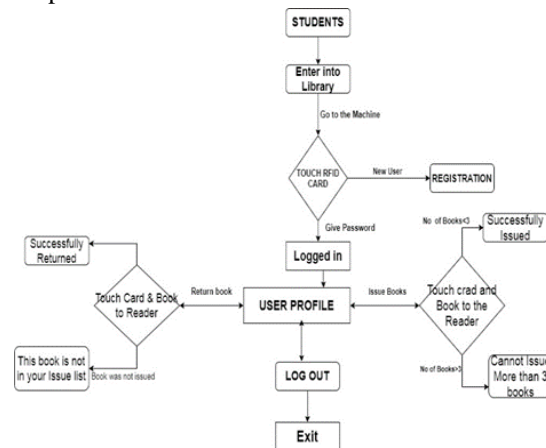 STUDENTS
Enter into
Library
Go to the Machine
TOUCH RFID
CARD
New User
REGISTRATION
Give Password
Logged in
No of Books<3
Successfully
Issued
Successfully
Returned
Touch Card & Book
to Reader
Return book
USER PROFILE
Issue Books
Touch crad and
Book to the
Reader
This book is not
in your Issue list
Book was not issued
LOG OUT
No of Books>3
Cannot Issue
More than 3
books
Exit